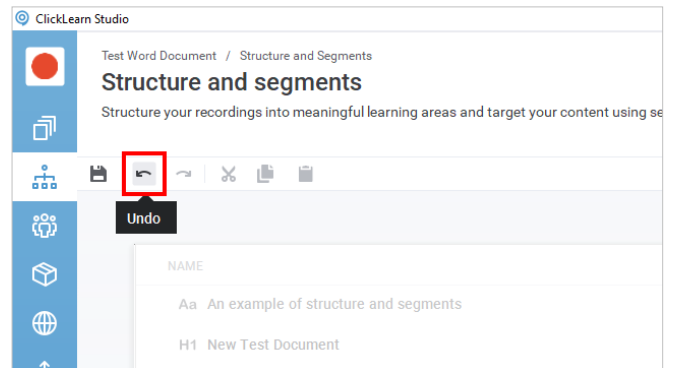 ClickLearn Studio
Test Word Document / Structure and Segments
Structure and segments
Structure your recordings into meaningful learning areas and target your content using se
Undo
NAME
Aa An example of structure and segments
H1 New Test Document